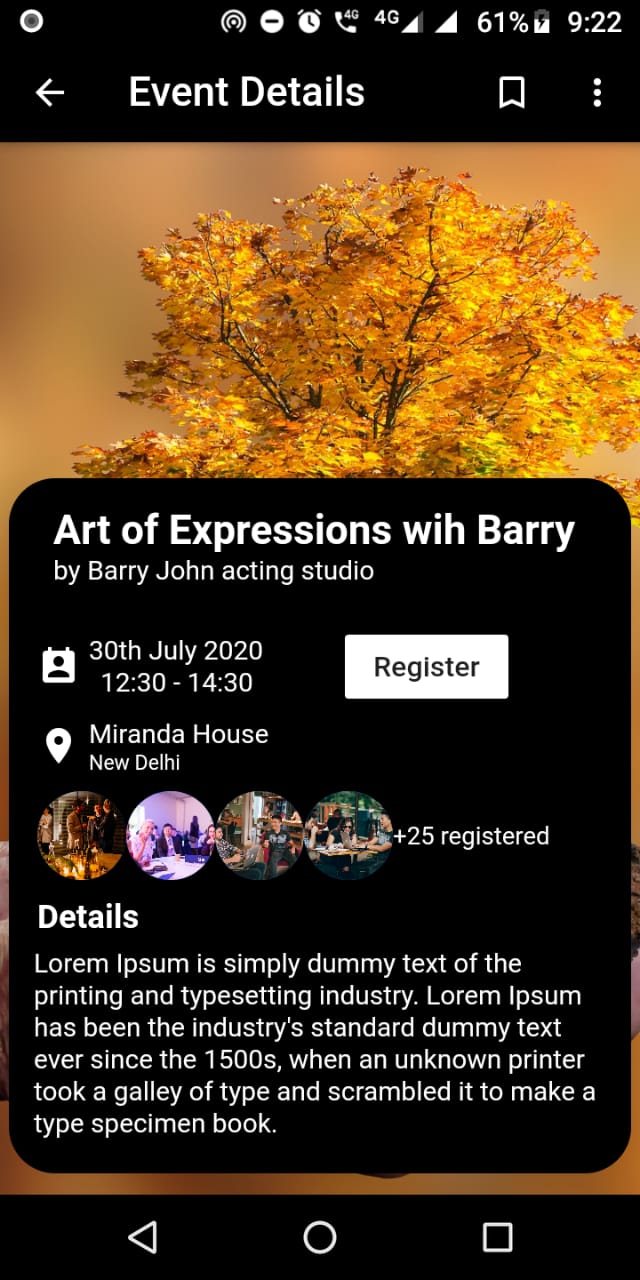 4G 4G 61% 9:22
Event Details
Art of Expressions wih Barry
by Barry John acting studio
30th July 2020
12:30 - 14:30
Register
Miranda House
New Delhi
+25 registered
Details
Lorem Ipsum is simply dummy text of the
printing and typesetting industry. Lorem Ipsum
has been the industry's standard dummy text
ever since the 1500s, when an unknown printer
took a galley of type and scrambled it to make a
type specimen book.